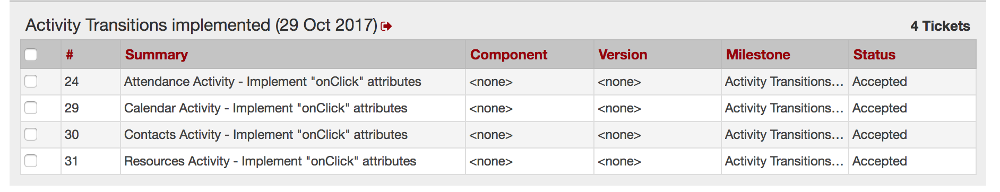 Activity Transitions implemented (29 Oct 2017)
4 Tickets
# Summary Component Version Milestone Status
24 Attendance Activity - Implement "onClick" attributes <none> <none> Activity Transitions... Accepted
29 Calendar Activity - Implement "onClick" attributes <none> <none> Activity Transitions... Accepted
30 Contacts Activity - Implement "onClick" attributes <none> <none> Activity Transitions... Accepted
31 Resources Activity - Implement "onClick" attributes <none> <none> Activity Transitions... Accepted